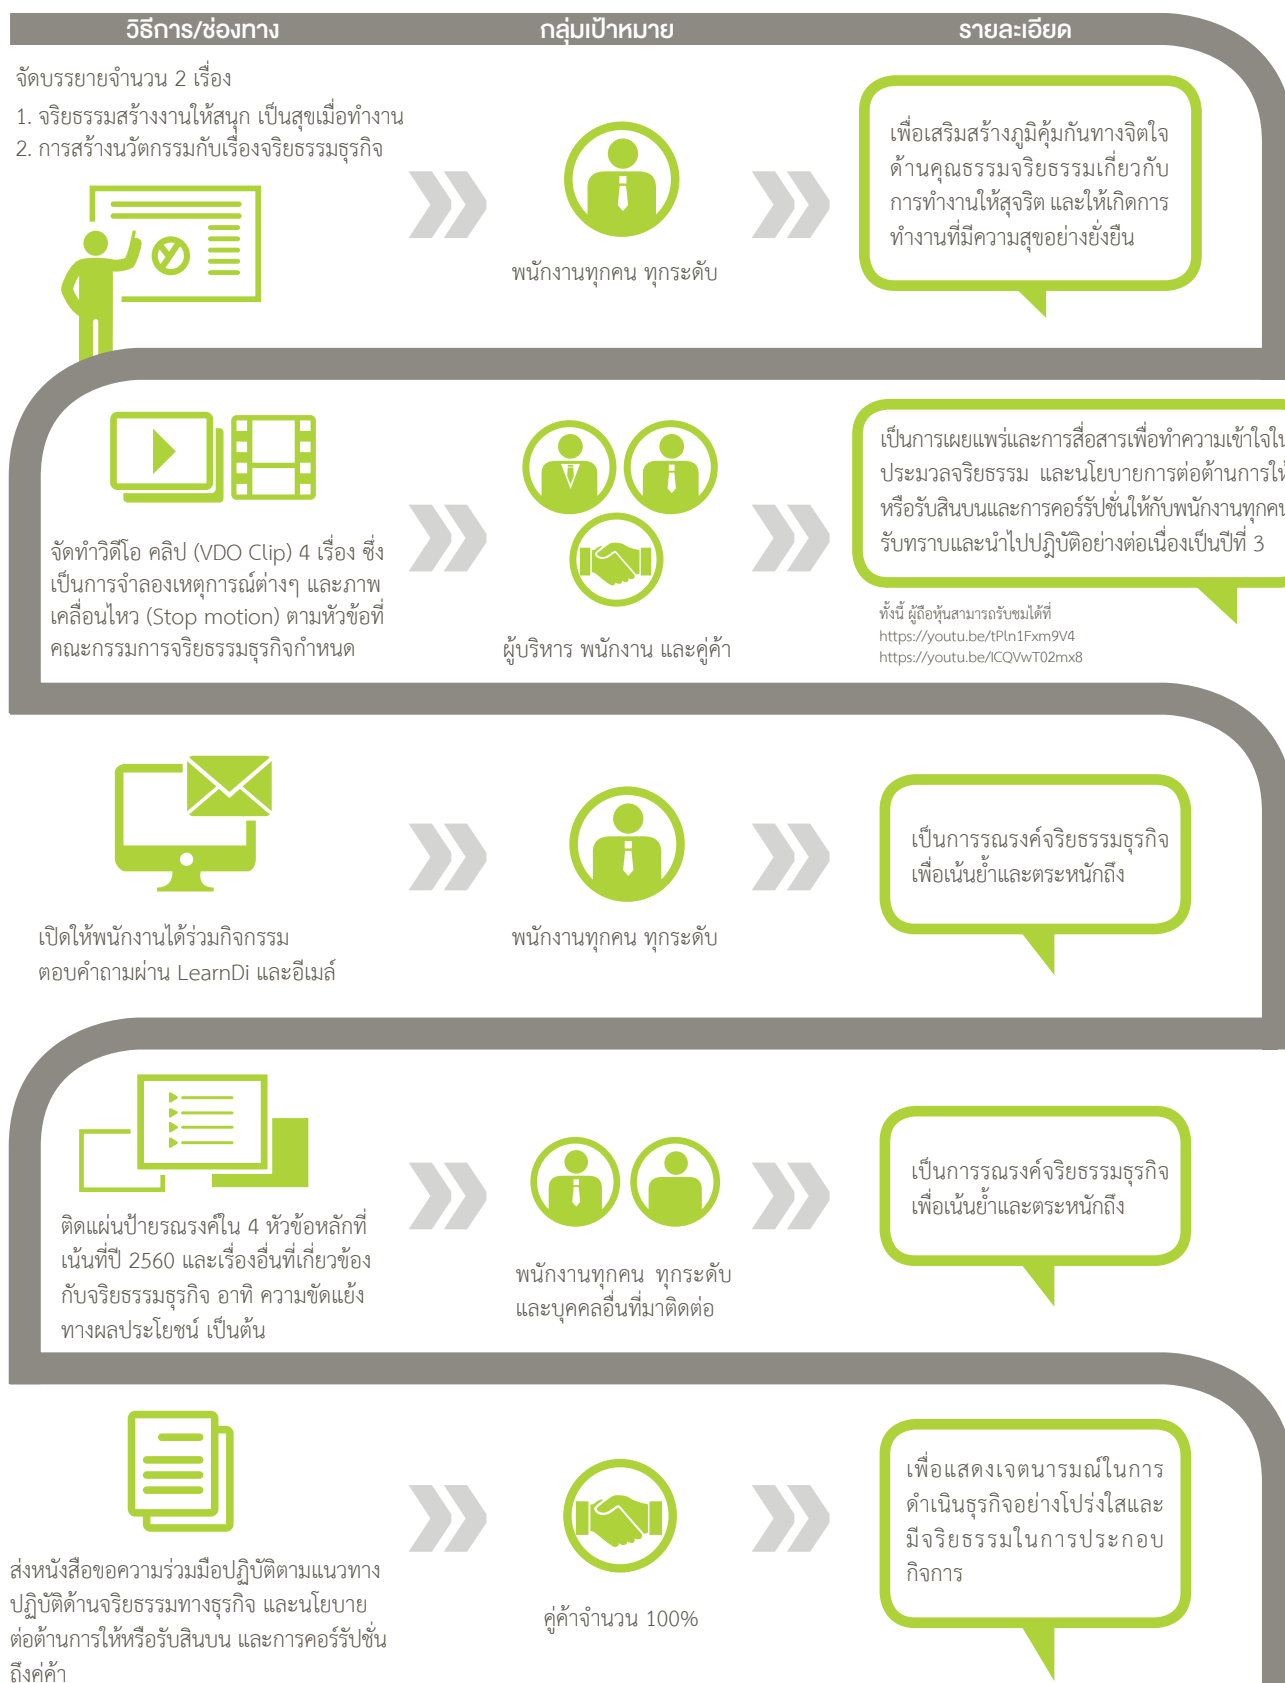 วิธีการ/ช่องทาง
กลุ่มเป้าหมาย
รายละเอียด
จัดบรรยายจำนวน 2 เรื่อง
1. จริยธรรมสร้างงานให้สนุก เป็นสุขเมื่อทำงาน
2. การสร้างนวัตกรรมกับเรื่องจริยธรรมธุรกิจ
พนักงานทุกคน ทุกระดับ
เพื่อเสริมสร้างภูมิคุ้มกันทางจิตใจ
ด้านคุณธรรมจริยธรรมเกี่ยวกับ
การทำงานให้สุจริต และให้เกิดการ
ทำงานที่มีความสุขอย่างยั่งยืน
จัดทำวิดีโอ คลิป (VDO Clip) 4 เรื่อง ซึ่ง
เป็นการจำลองเหตุการณ์ต่างๆ และภาพ
เคลื่อนไหว (Stop motion) ตามหัวข้อที่
คณะกรรมการจริยธรรมธุรกิจกำหนด
ผู้บริหาร พนักงาน และคู่ค้า
เป็นการเผยแพร่และการสื่อสารเพื่อทำความเข้าใจใน
ประมวลจริยธรรม และนโยบายการต่อต้านการให้
หรือรับสินบนและการคอร์รัปชั่นให้กับพนักงานทุกคน
รับทราบและนำไปปฎิบัติอย่างต่อเนื่องเป็นปีที่ 3
ทั้งนี้ ผู้ถือหุ้นสามารถรับชมได้ที่
https://youtu.be/tPln1Fxm9V4
https://youtu.be/ICQVwT02mx8
เปิดให้พนักงานได้ร่วมกิจกรรม
ตอบคำถามผ่าน LearnDi และอีเมล์
พนักงานทุกคน ทุกระดับ
เป็นการรณรงค์จริยธรรมธุรกิจ
เพื่อเน้นย้ำและตระหนักถึง
ติดแผ่นป้ายรณรงค์ใน 4 หัวข้อหลักที่
เน้นที่ปี 2560 และเรื่องอื่นที่เกี่ยวข้อง
กับจริยธรรมธุรกิจ อาทิ ความขัดแย้ง
ทางผลประโยชน์ เป็นต้น
พนักงานทุกคน ทุกระดับ
และบุคคลอื่นที่มาติดต่อ
เป็นการรณรงค์จริยธรรมธุรกิจ
เพื่อเน้นย้ำและตระหนักถึง
ส่งหนังสือขอความร่วมมือปฏิบัติตามแนวทาง
ปฏิบัติด้านจริยธรรมทางธุรกิจ และนโยบาย
ต่อต้านการให้หรือรับสินบน และการคอร์รัปชั่น
ถึงคู่ค้า
คู่ค้าจำนวน 100%
เพื่อแสดงเจตนารมณ์ในการ
ดำเนินธุรกิจอย่างโปร่งใสและ
มีจริยธรรมในการประกอบ
กิจการ